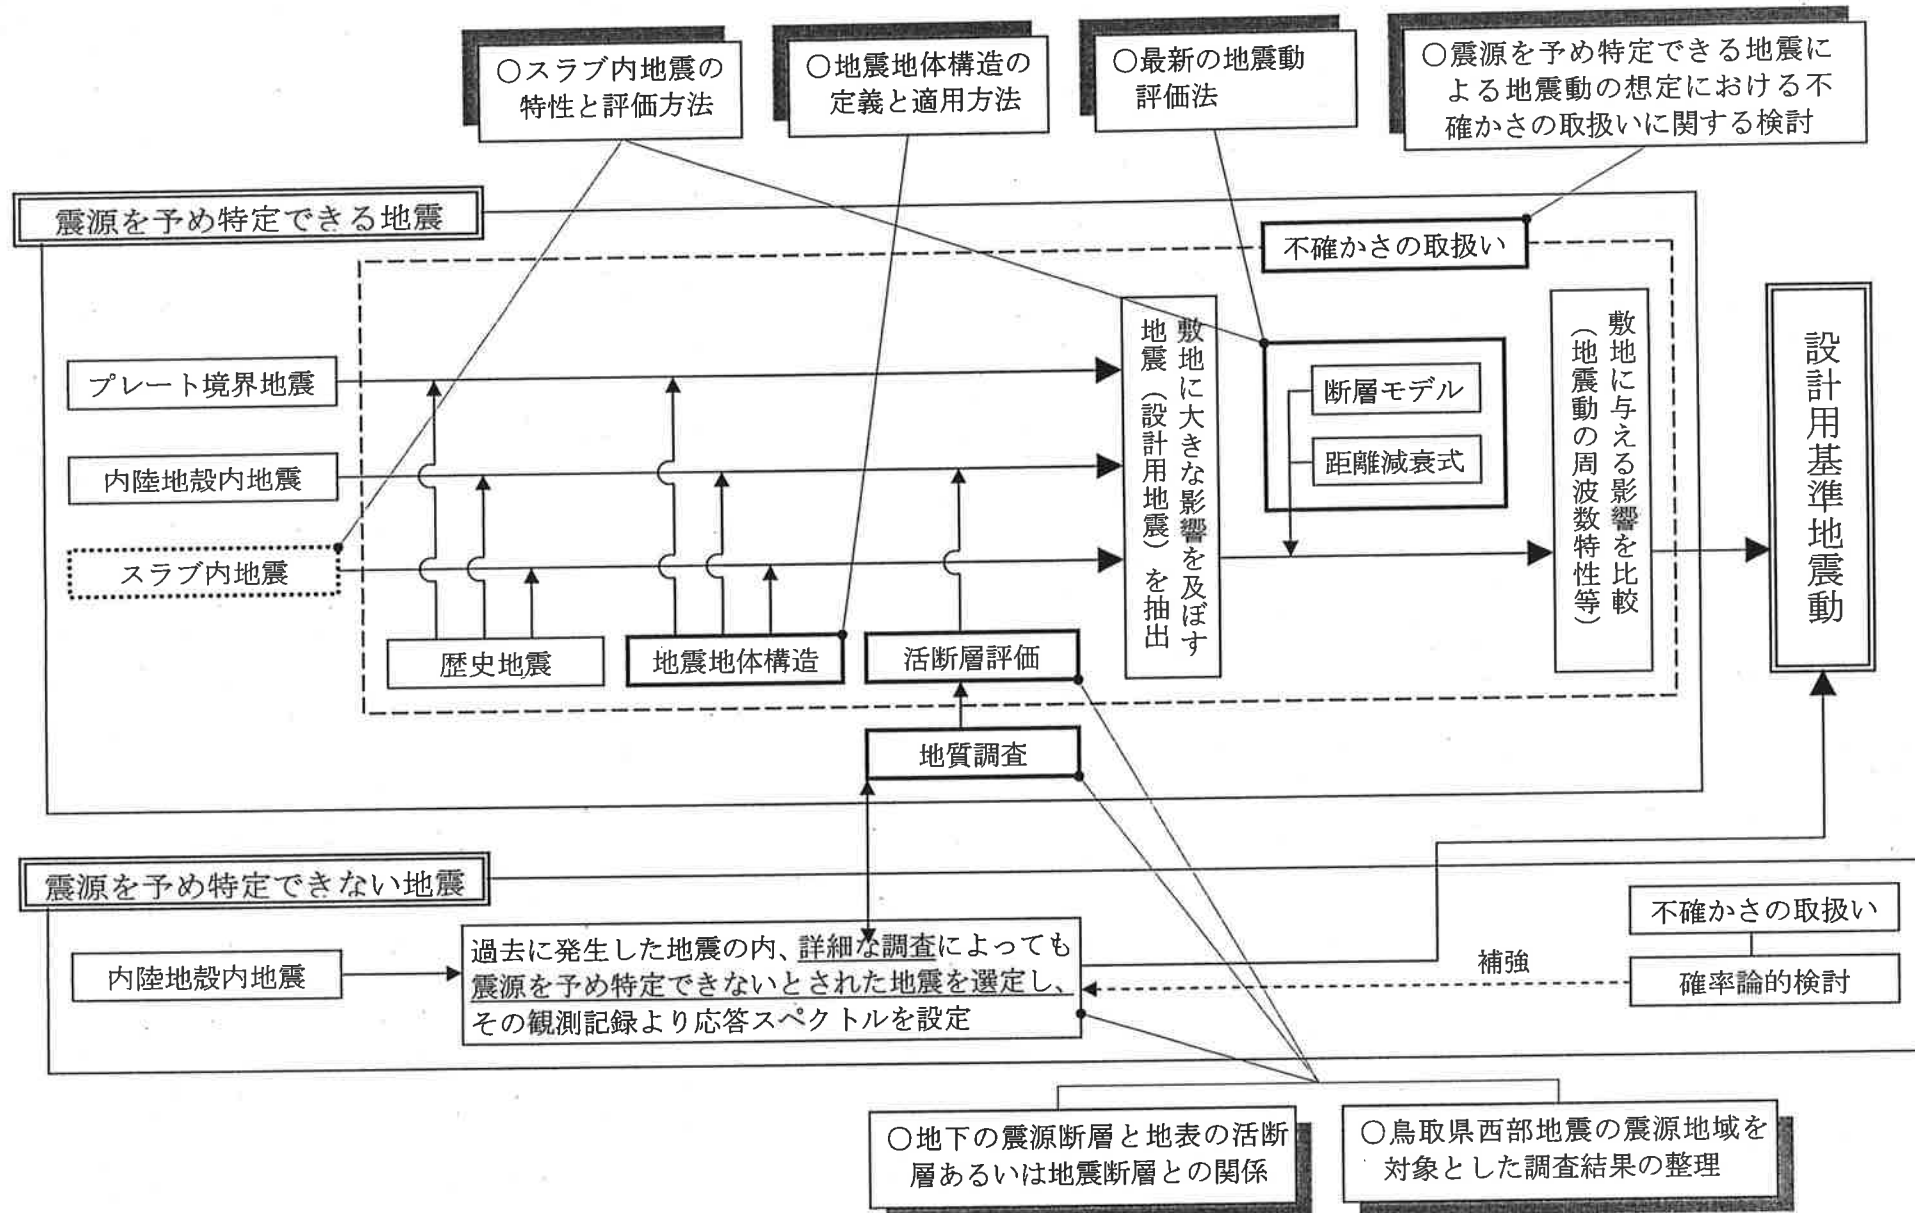 ○スラブ内地震の
特性と評価方法
○地震地体構造の
定義と適用方法
○最新の地震動
評価法
○震源を予め特定できる地震に
よる地震動の想定における不
確かさの取扱いに関する検討
震源を予め特定できる地震
不確かさの取扱い
プレート境界地震
内陸地殻内地震
スラブ内地震
歴史地震
地震地体構造
活断層評価
地質調査
敷地に大きな影響を及ぼす
地震（設計用地震）を抽出
断層モデル
距離減衰式
敷地に与える影響を比較
（地震動の周波数特性等）
設計用基準地震動
震源を予め特定できない地震
内陸地殻内地震
過去に発生した地震の内、詳細な調査によっても
震源を予め特定できないとされた地震を選定し、
その観測記録より応答スペクトルを設定
補強
不確かさの取扱い
確率論的検討
○地下の震源断層と地表の活断
層あるいは地震断層との関係
○鳥取県西部地震の震源地域を
対象とした調査結果の整理